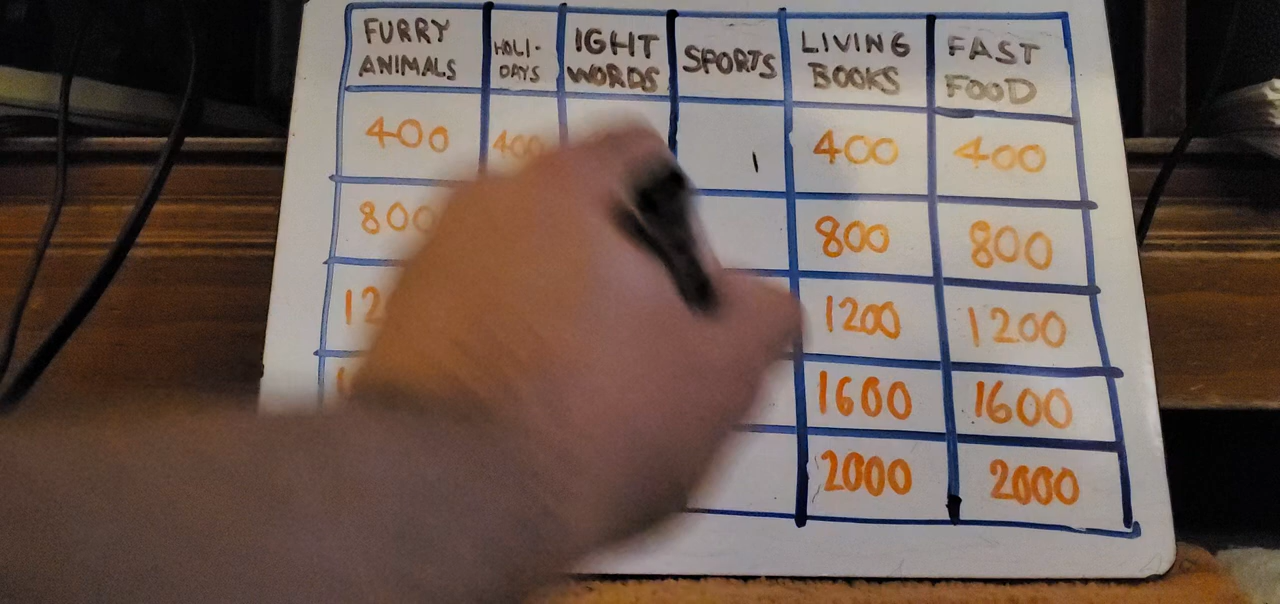 FURRY ANIMALS HOLI-DAYS IGHT WORDS SPORTS LIVING BOOKS FAST FOOD
400 400 400 400
800 800 800
1200 1200
1600 1600
2000 2000